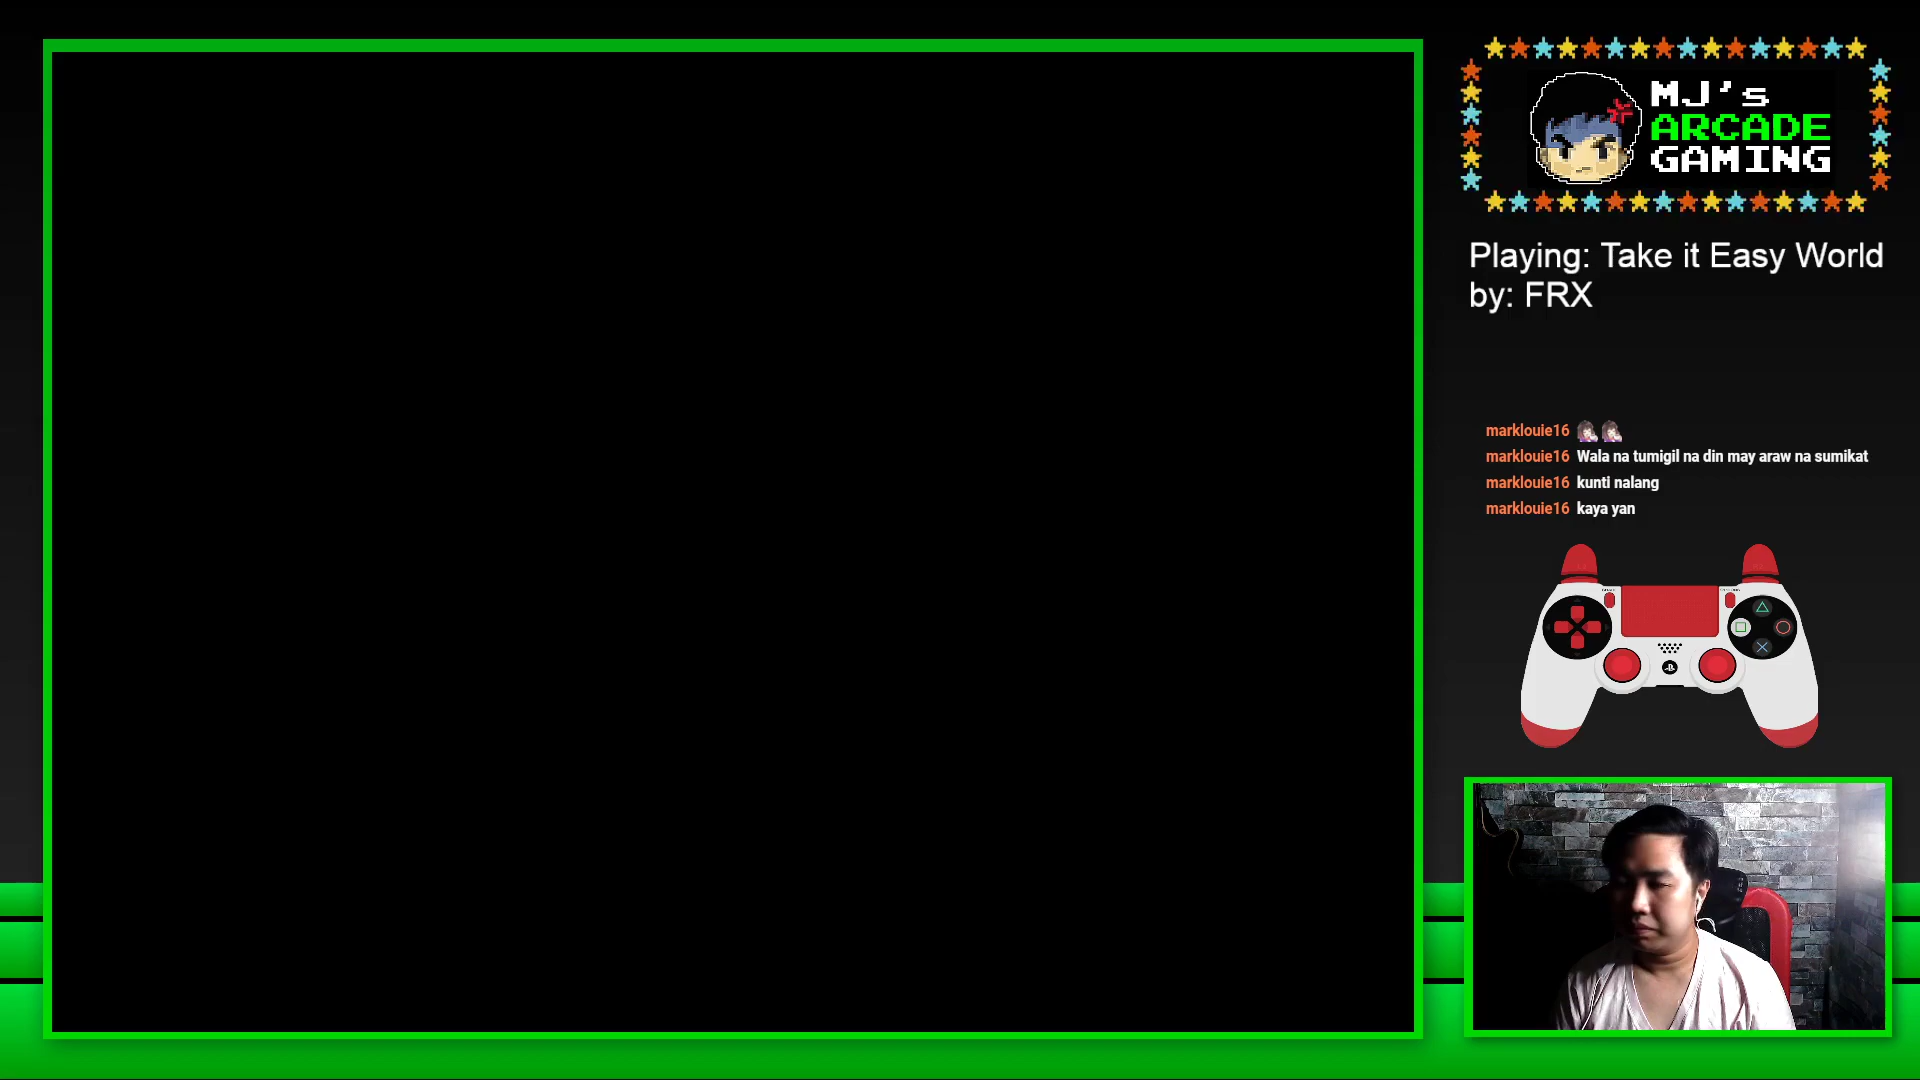 MJ's
ARCADE
GAMING
Playing: Take it Easy World
by: FRX
marklouie16
marklouie16 Wala na tumigil na din may araw na sumikat
marklouie16 kunti nalang
marklouie16 kaya yan